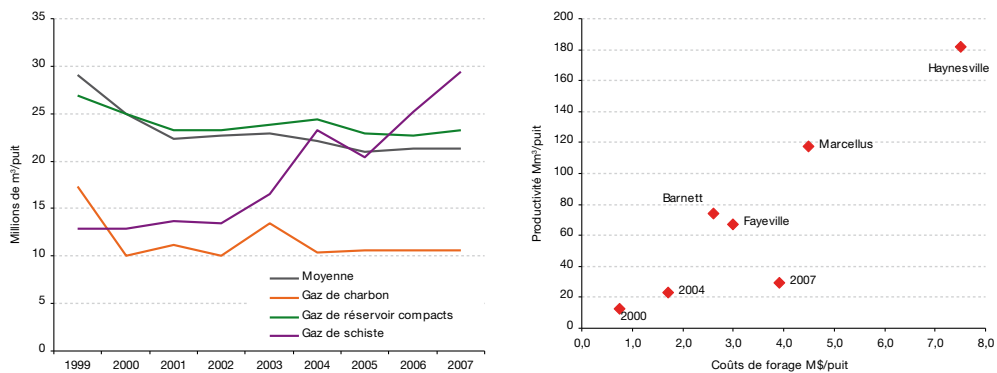 35
30
25
20
15
10
5
0
Millions de m³/puit
1999 2000 2001 2002 2003 2004 2005 2006 2007
Moyenne
Gaz de charbon
Gaz de réservoir compacts
Gaz de schiste
200
180
160
140
120
100
80
60
40
20
0
Productivité Mm³/puit
Haynesville
Marcellus
Barnett
Fayeville
2007
2004
2000
0,0 1,0 2,0 3,0 4,0 5,0 6,0 7,0 8,0
Coûts de forage M$/puit